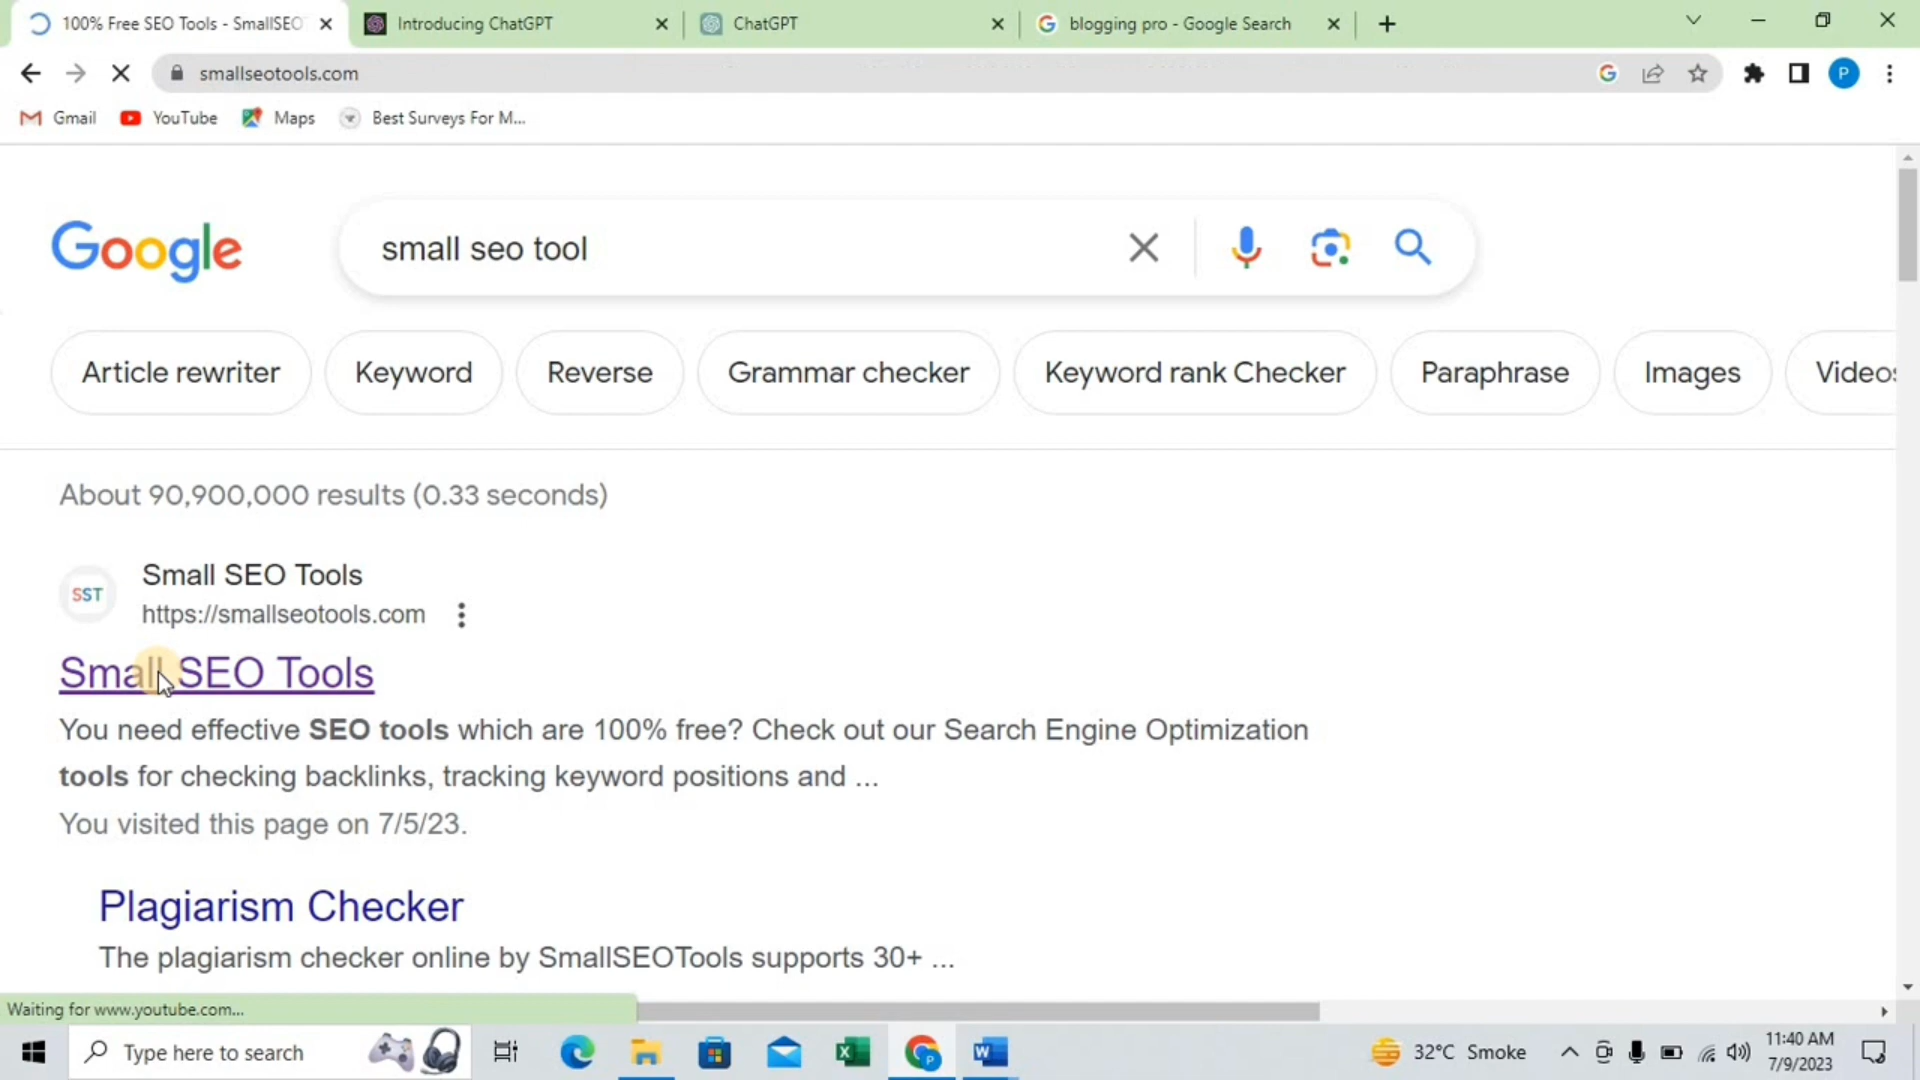 100% Free SEO Tools - SmallSEO
Introducing ChatGPT
ChatGPT
blogging pro - Google Search
smallseotools.com
P
Gmail
YouTube
Maps
Best Surveys For M...
Google
small seo tool
Article rewriter
Keyword
Reverse
Grammar checker
Keyword rank Checker
Paraphrase
Images
Videos
About 90,900,000 results (0.33 seconds)
SST
Small SEO Tools
https://smallseotools.com
Small SEO Tools
You need effective SEO tools which are 100% free? Check out our Search Engine Optimization
tools for checking backlinks, tracking keyword positions and ...
You visited this page on 7/5/23.
Plagiarism Checker
The plagiarism checker online by SmallSEOTools supports 30+ ...
Waiting for www.youtube.com...
Type here to search
32°C Smoke
11:40 AM
7/9/2023